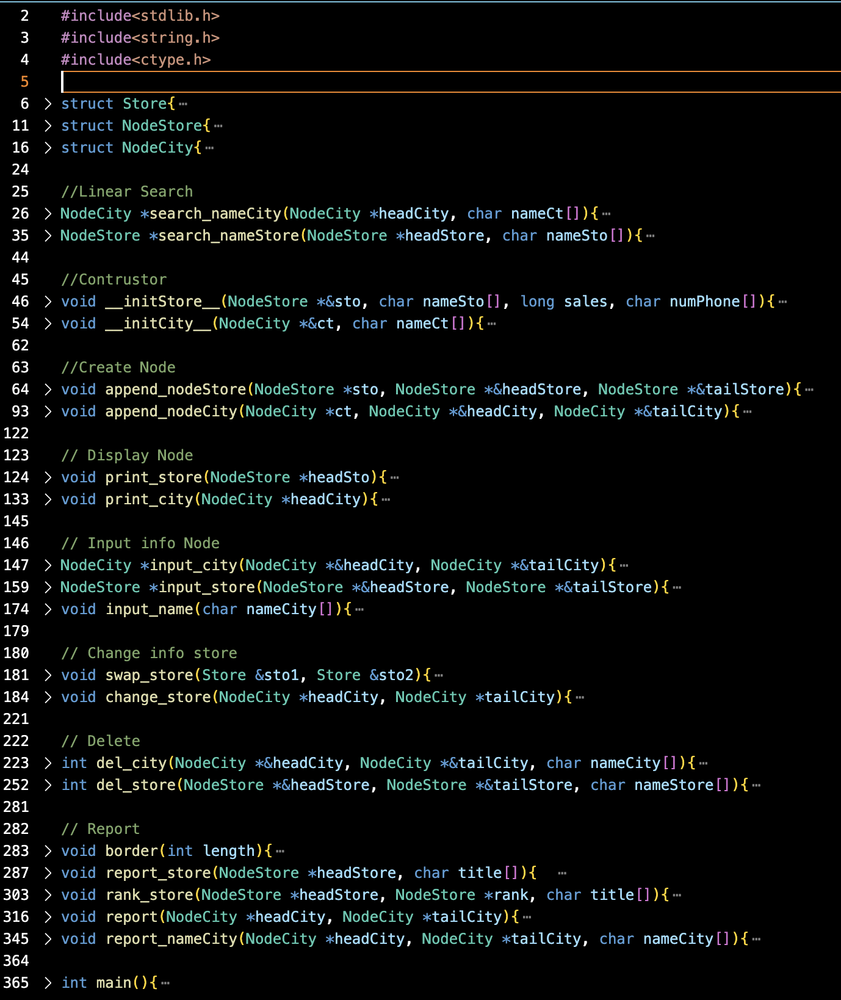 2 #include<stdlib.h>
3 #include<string.h>
4 #include<ctype.h>
5
6 > struct Store{ ⋯
11 > struct NodeStore{ ⋯
16 > struct NodeCity{ ⋯
24
25 //Linear Search
26 > NodeCity *search_nameCity(NodeCity *headCity, char nameCt[]){ ⋯
35 > NodeStore *search_nameStore(NodeStore *headStore, char nameSto[]){ ⋯
44
45 //Contrustor
46 > void __initStore__(NodeStore *&sto, char nameSto[], long sales, char numPhone[]){ ⋯
54 > void __initCity__(NodeCity *&ct, char nameCt[]){ ⋯
62
63 //Create Node
64 > void append_nodeStore(NodeStore *sto, NodeStore *&headStore, NodeStore *&tailStore){ ⋯
93 > void append_nodeCity(NodeCity *ct, NodeCity *&headCity, NodeCity *&tailCity){ ⋯
122
123 // Display Node
124 > void print_store(NodeStore *headSto){ ⋯
133 > void print_city(NodeCity *headCity){ ⋯
145
146 // Input info Node
147 > NodeCity *input_city(NodeCity *&headCity, NodeCity *&tailCity){ ⋯
159 > NodeStore *input_store(NodeStore *&headStore, NodeStore *&tailStore){ ⋯
174 > void input_name(char nameCity[]){ ⋯
179
180 // Change info store
181 > void swap_store(Store &sto1, Store &sto2){ ⋯
184 > void change_store(NodeCity *headCity, NodeCity *tailCity){ ⋯
221
222 // Delete
223 > int del_city(NodeCity *&headCity, NodeCity *&tailCity, char nameCity[]){ ⋯
252 > int del_store(NodeStore *&headStore, NodeStore *&tailStore, char nameStore[]){ ⋯
281
282 // Report
283 > void border(int length){ ⋯
287 > void report_store(NodeStore *headStore, char title[]){ ⋯
303 > void rank_store(NodeStore *headStore, NodeStore *rank, char title[]){ ⋯
316 > void report(NodeCity *headCity, NodeCity *tailCity){ ⋯
345 > void report_nameCity(NodeCity *headCity, NodeCity *tailCity, char nameCity[]){ ⋯
364
365 > int main(){ ⋯